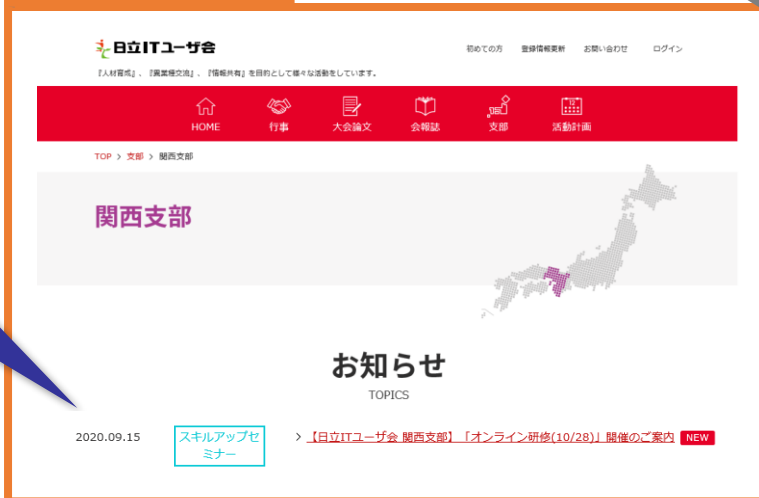 日立ITユーザ会
初めての方 登録情報更新 お問い合わせ ログイン
『人材育成』、『異業種交流』、『情報共有』を目的として様々な活動をしています。
HOME 行事 大会論文 会報誌 支部 活動計画
TOP > 支部 > 関西支部
関西支部
お知らせ
TOPICS
2020.09.15 スキルアップセ > 【日立ITユーザ会 関西支部】「オンライン研修(10/28)」開催のご案内 NEW
ミナー